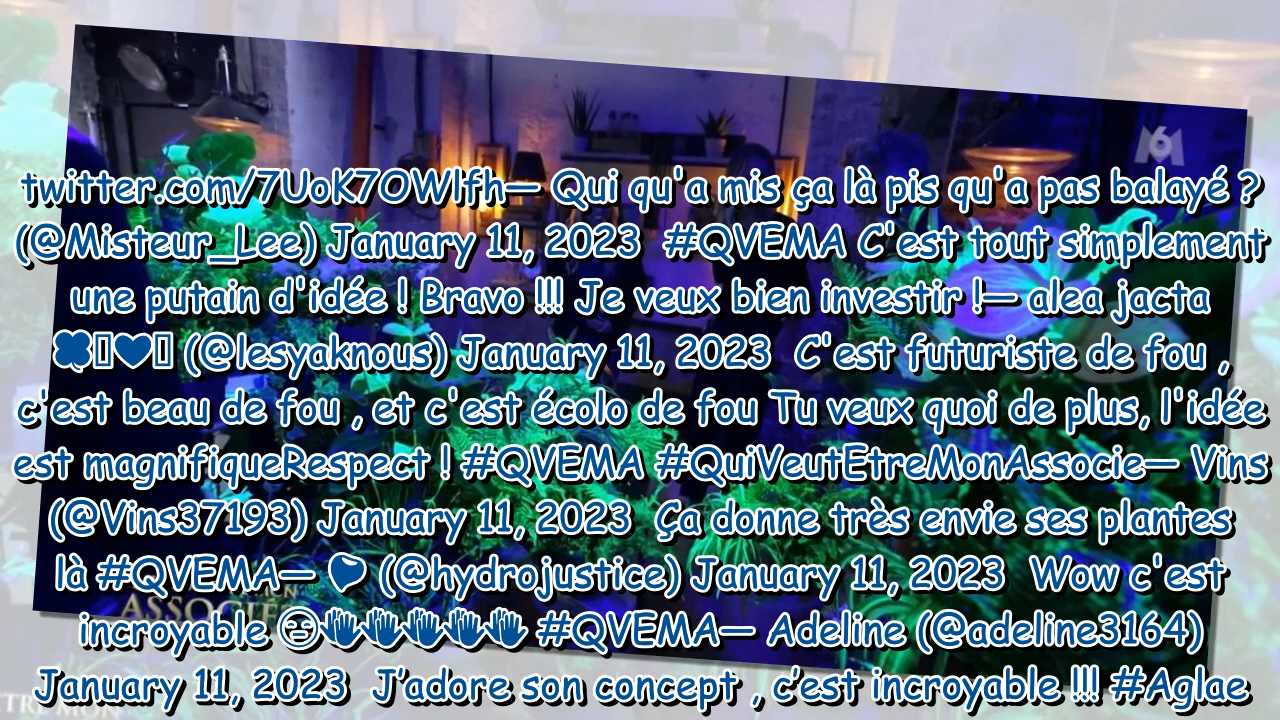 M6
twitter.com/7UoK7OWlfh— Qui qu'a mis ça là pis qu'a pas balayé ?
(@Misteur_Lee) January 11, 2023 #QVEMA C'est tout simplement
une putain d'idée ! Bravo !!! Je veux bien investir !— alea jacta
🍀▯♥▯ (@lesyaknous) January 11, 2023 C'est futuriste de fou ,
c'est beau de fou , et c'est écolo de fou Tu veux quoi de plus, l'idée
est magnifiqueRespect ! #QVEMA #QuiVeutEtreMonAssocie— Vins
(@Vins37193) January 11, 2023 Ça donne très envie ses plantes
là #QVEMA— (@hydrojustice) January 11, 2023 Wow c'est
incroyable 😒👏👏👏👏👏 #QVEMA— Adeline (@adeline3164)
January 11, 2023 J’adore son concept , c’est incroyable !!! #Aglae
ASSOCIÉ
ETRE MON